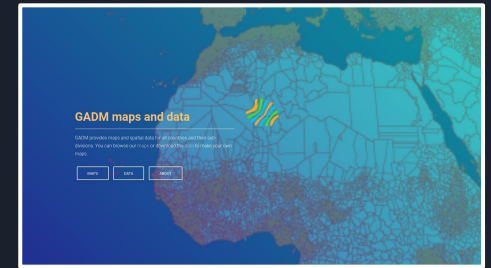 GADM maps and data
GADM provides maps and spatial data for all countries and their sub-
divisions. You can browse our maps or download the data to make your own
maps.
MAPS
DATA
ABOUT